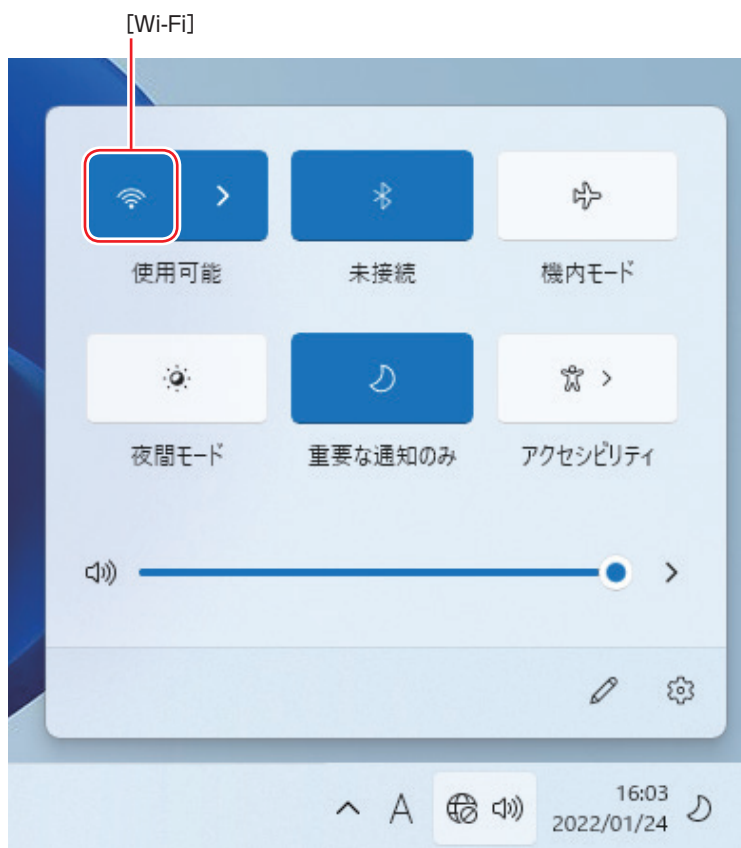 [Wi-Fi]
使用可能
未接続
機内モード
夜間モード
重要な通知のみ
アクセシビリティ
A
16:03
2022/01/24